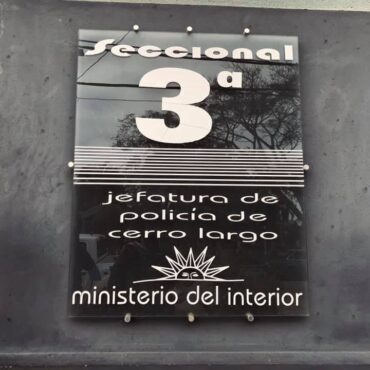 Seccional
3ª
jefatura de
policía de
cerro largo
ministerio del interior